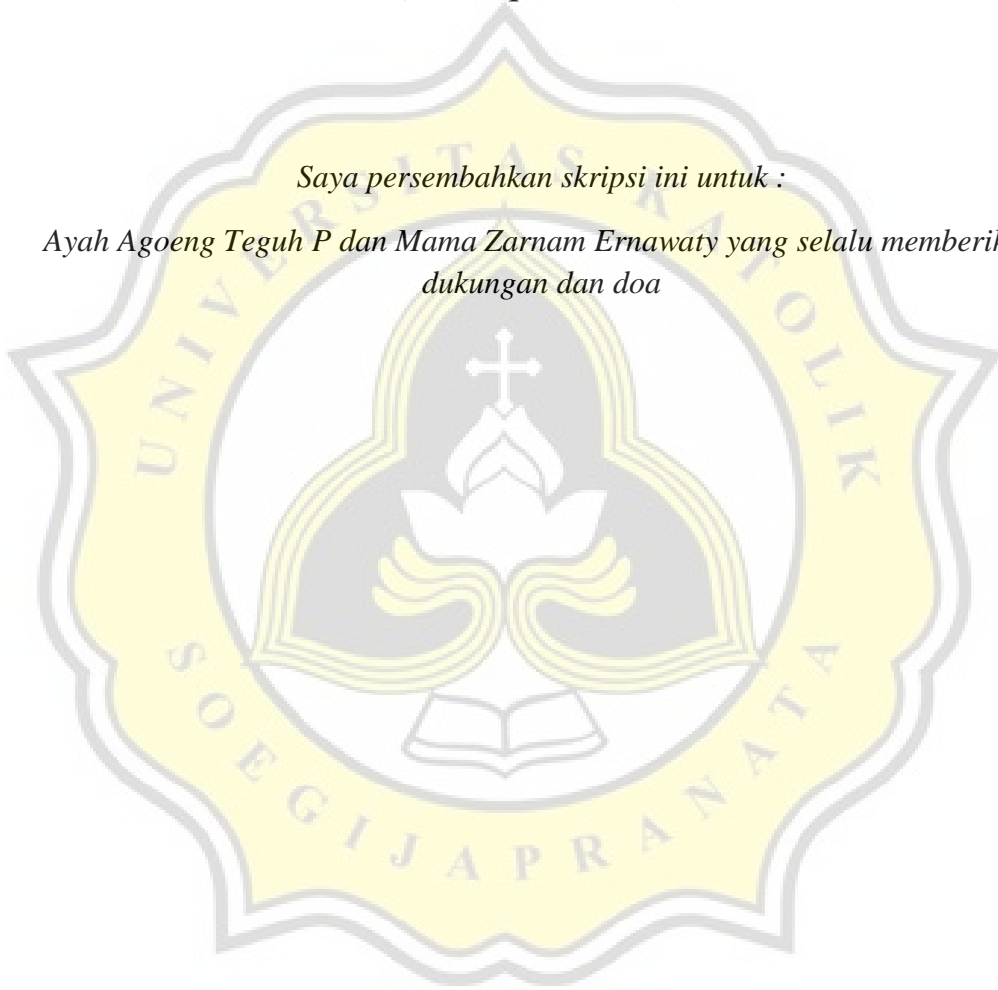 Saya persembahkan skripsi ini untuk :
Ayah Agoeng Teguh P dan Mama Zarnam Ernawaty yang selalu
dukungan dan doa
UNIVERSITAS KATOLIK
SOEGIJAPRANATA